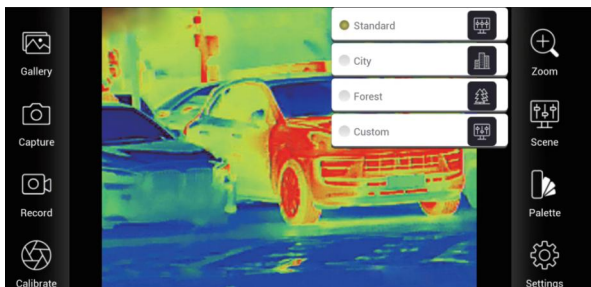 Gallery
Capture
Record
Calibrate
Standard
City
Forest
Custom
Zoom
Scene
Palette
Settings